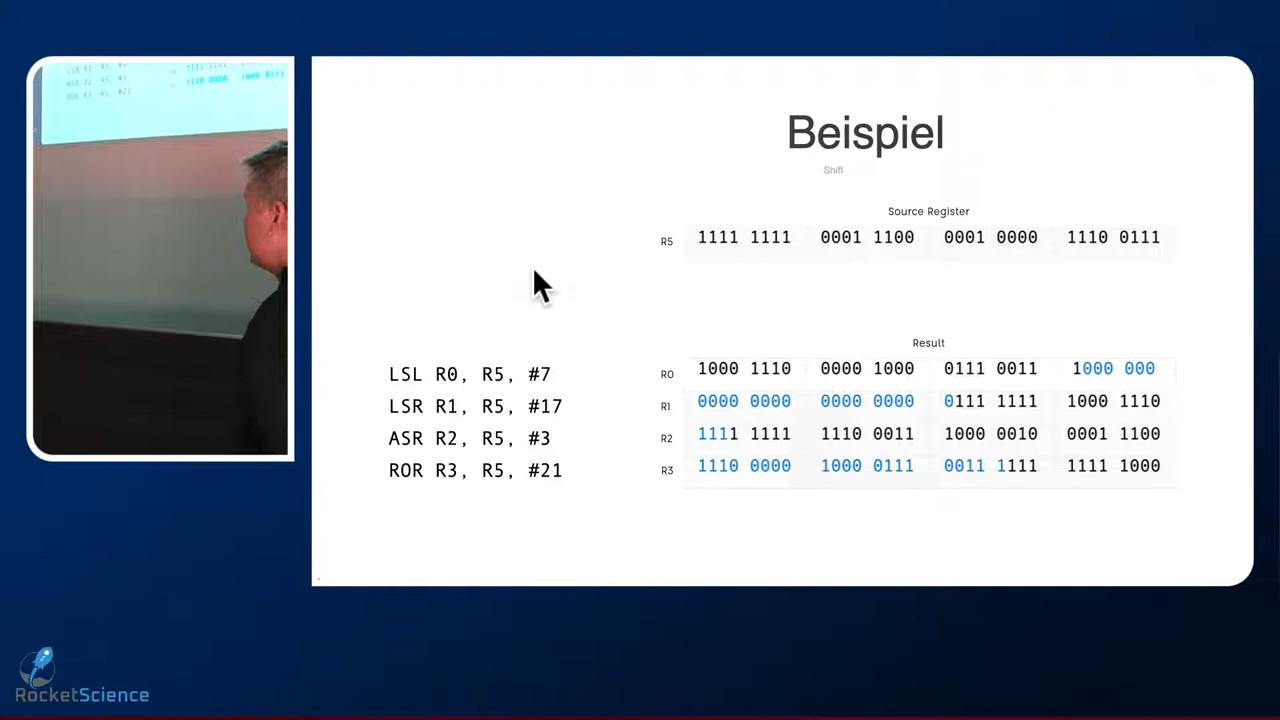 Beispiel
Shift
Source Register
R5 1111 1111 0001 1100 0001 0000 1110 0111
Result
LSL R0, R5, #7 R0 1000 1110 0000 1000 0111 0011 1000 000
LSR R1, R5, #17 R1 0000 0000 0000 0000 0111 1111 1000 1110
ASR R2, R5, #3 R2 1111 1111 1110 0011 1000 0010 0001 1100
ROR R3, R5, #21 R3 1110 0000 1000 0111 0011 1111 1111 1000
RocketScience